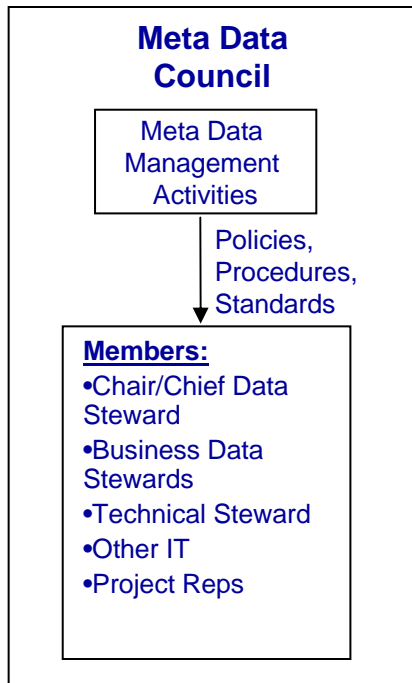 Meta Data
Council
Meta Data
Management
Activities
Policies,
Procedures,
Standards
Members:
•Chair/Chief Data
Steward
•Business Data
Stewards
•Technical Steward
•Other IT
•Project Reps